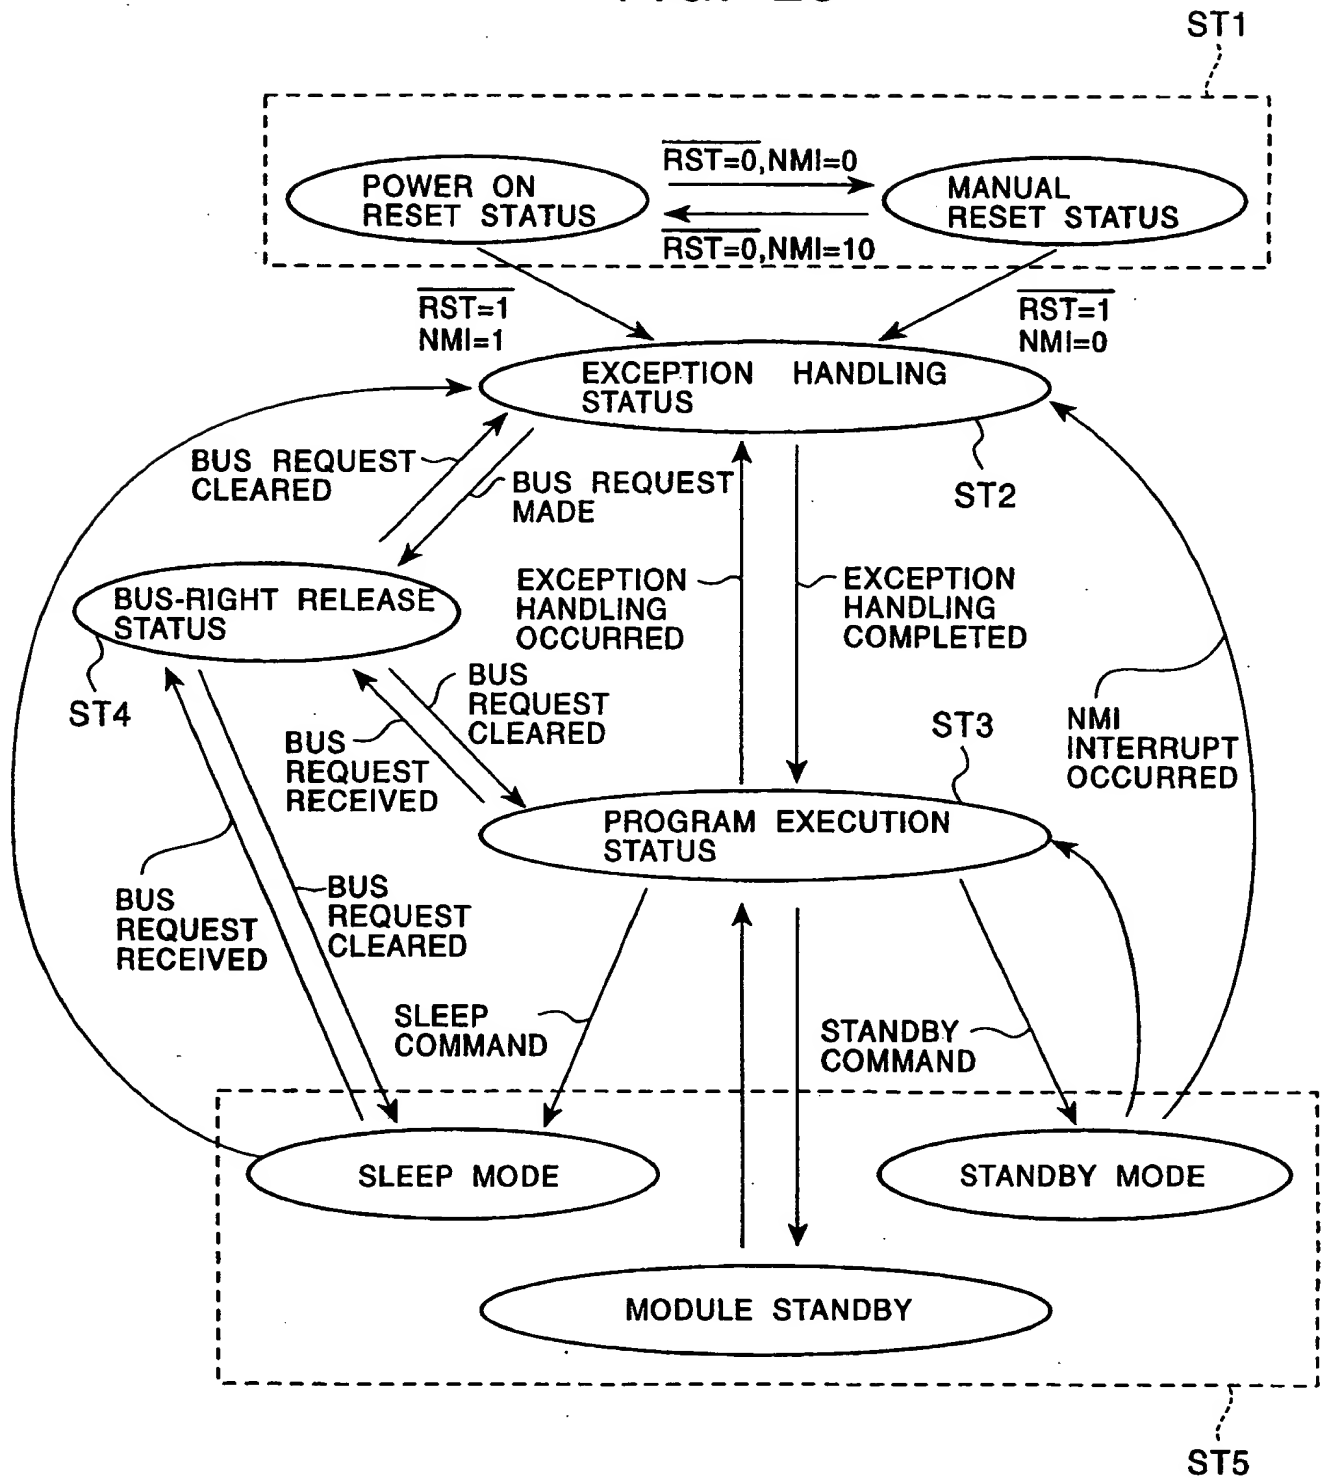 ST1
RST=0,NMI=0
POWER ON
RESET STATUS
MANUAL
RESET STATUS
RST=0,NMI=10
RST=1
NMI=1
RST=1
NMI=0
EXCEPTION HANDLING
STATUS
BUS REQUEST
CLEARED
BUS REQUEST
MADE
ST2
EXCEPTION
HANDLING
OCCURRED
EXCEPTION
HANDLING
COMPLETED
BUS-RIGHT RELEASE
STATUS
ST4
BUS
REQUEST
CLEARED
BUS
REQUEST
RECEIVED
ST3
NMI
INTERRUPT
OCCURRED
PROGRAM EXECUTION
STATUS
BUS
REQUEST
RECEIVED
BUS
REQUEST
CLEARED
SLEEP
COMMAND
STANDBY
COMMAND
SLEEP MODE
STANDBY MODE
MODULE STANDBY
ST5